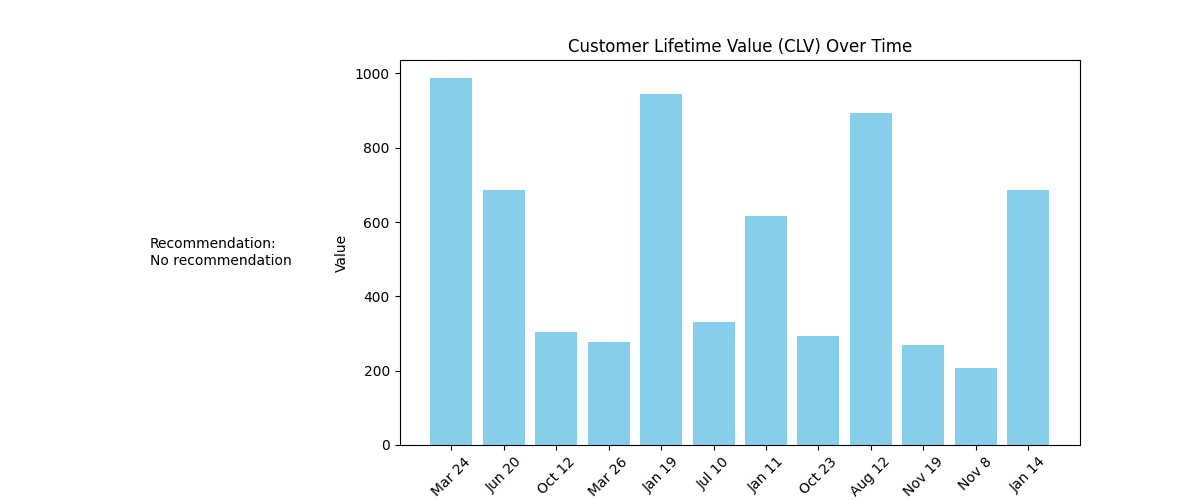 Customer Lifetime Value (CLV) Over Time
Recommendation:
No recommendation
Value
1000
800
600
400
200
0
Mar 24
Jun 20
Oct 12
Mar 26
Jan 19
Jul 10
Jan 11
Oct 23
Aug 12
Nov 19
Nov 8
Jan 14